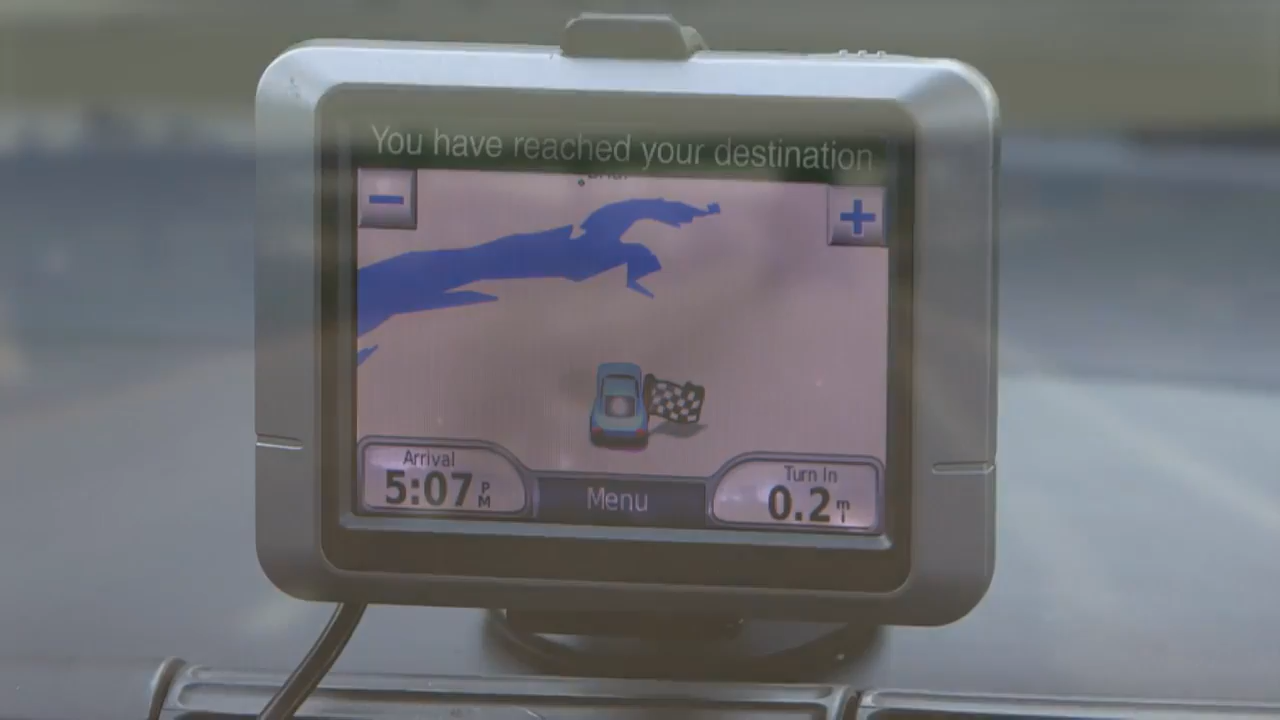 You have reached your destination
Arrival
5:07 PM
Menu
Turn In
0.2 mi